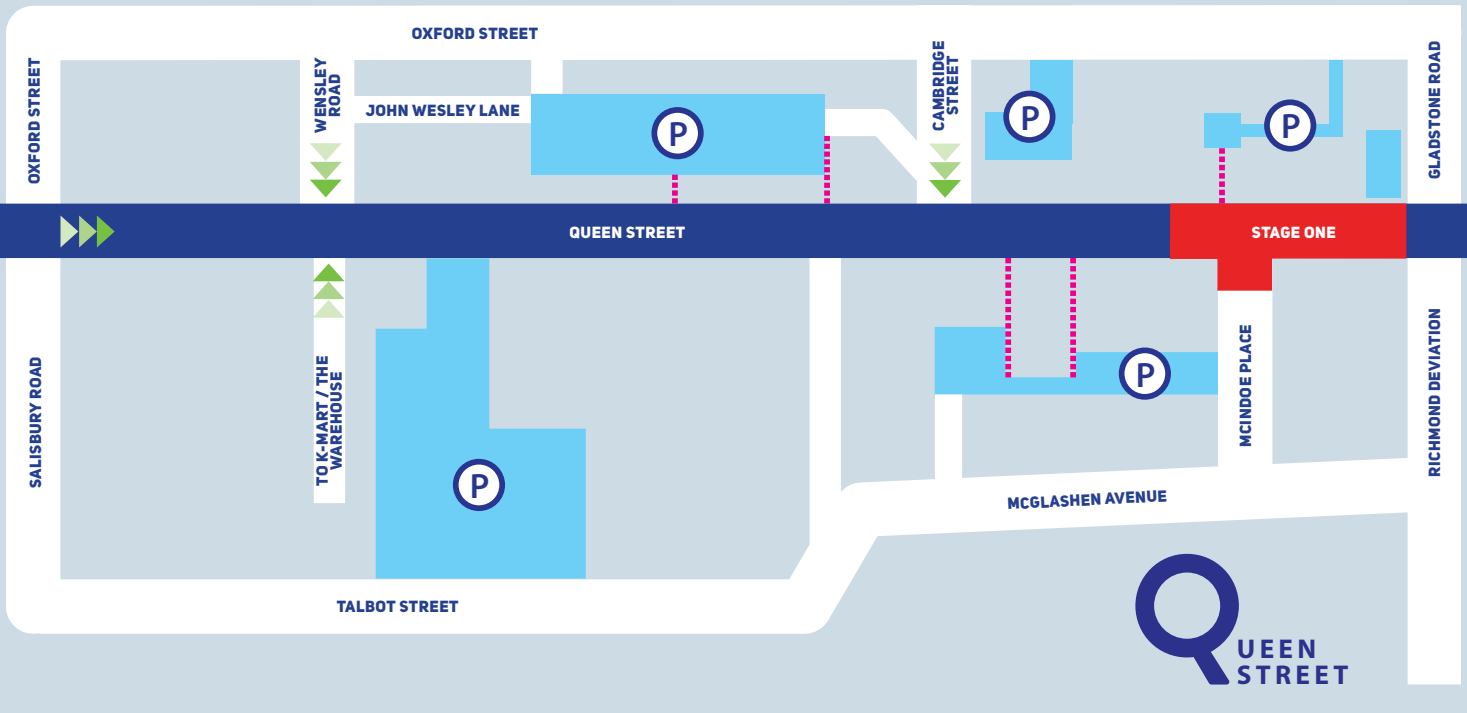 OXFORD STREET
OXFORD STREET
WENSLEY
ROAD
JOHN WESLEY LANE
P
CAMBRIDGE
STREET
P
P
GLADSTONE ROAD
QUEEN STREET
STAGE ONE
SALISBURY ROAD
TO K-MART / THE
WAREHOUSE
P
P
MCINDOE PLACE
RICHMOND DEVIATION
MCGLASHEN AVENUE
TALBOT STREET
QUEEN
STREET